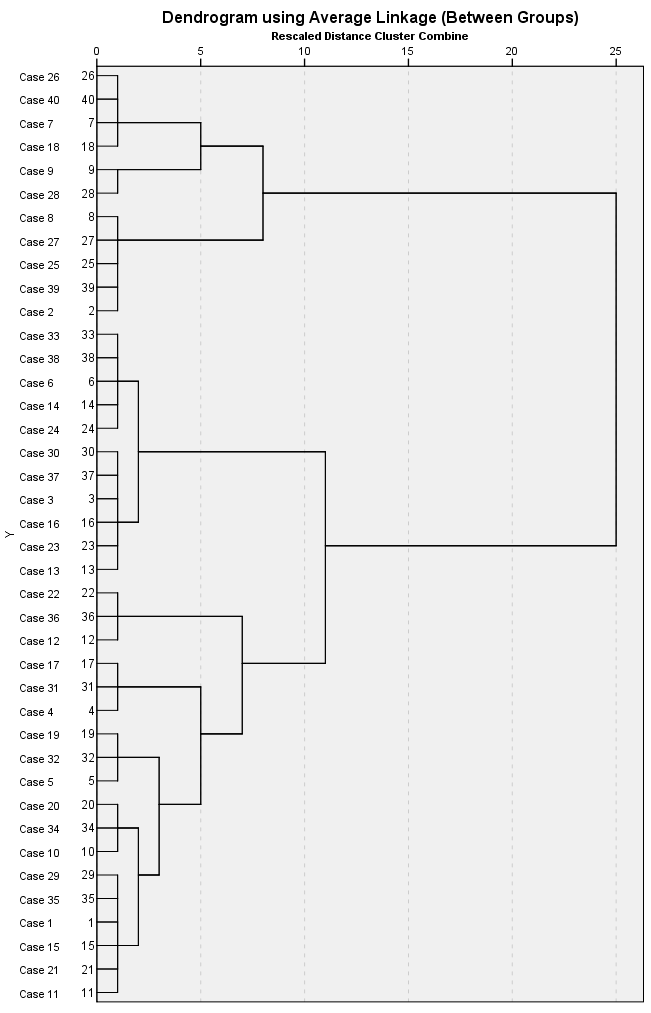 Dendrogram using Average Linkage (Between Groups)
Rescaled Distance Cluster Combine
0 5 10 15 20 25
Case 26 26
Case 40 40
Case 7 7
Case 18 18
Case 9 9
Case 28 28
Case 8 8
Case 27 27
Case 25 25
Case 39 39
Case 2 2
Case 33 33
Case 38 38
Case 6 6
Case 14 14
Case 24 24
Case 30 30
Case 37 37
Case 3 3
Case 16 16
Y
Case 23 23
Case 13 13
Case 22 22
Case 36 36
Case 12 12
Case 17 17
Case 31 31
Case 4 4
Case 19 19
Case 32 32
Case 5 5
Case 20 20
Case 34 34
Case 10 10
Case 29 29
Case 35 35
Case 1 1
Case 15 15
Case 21 21
Case 11 11